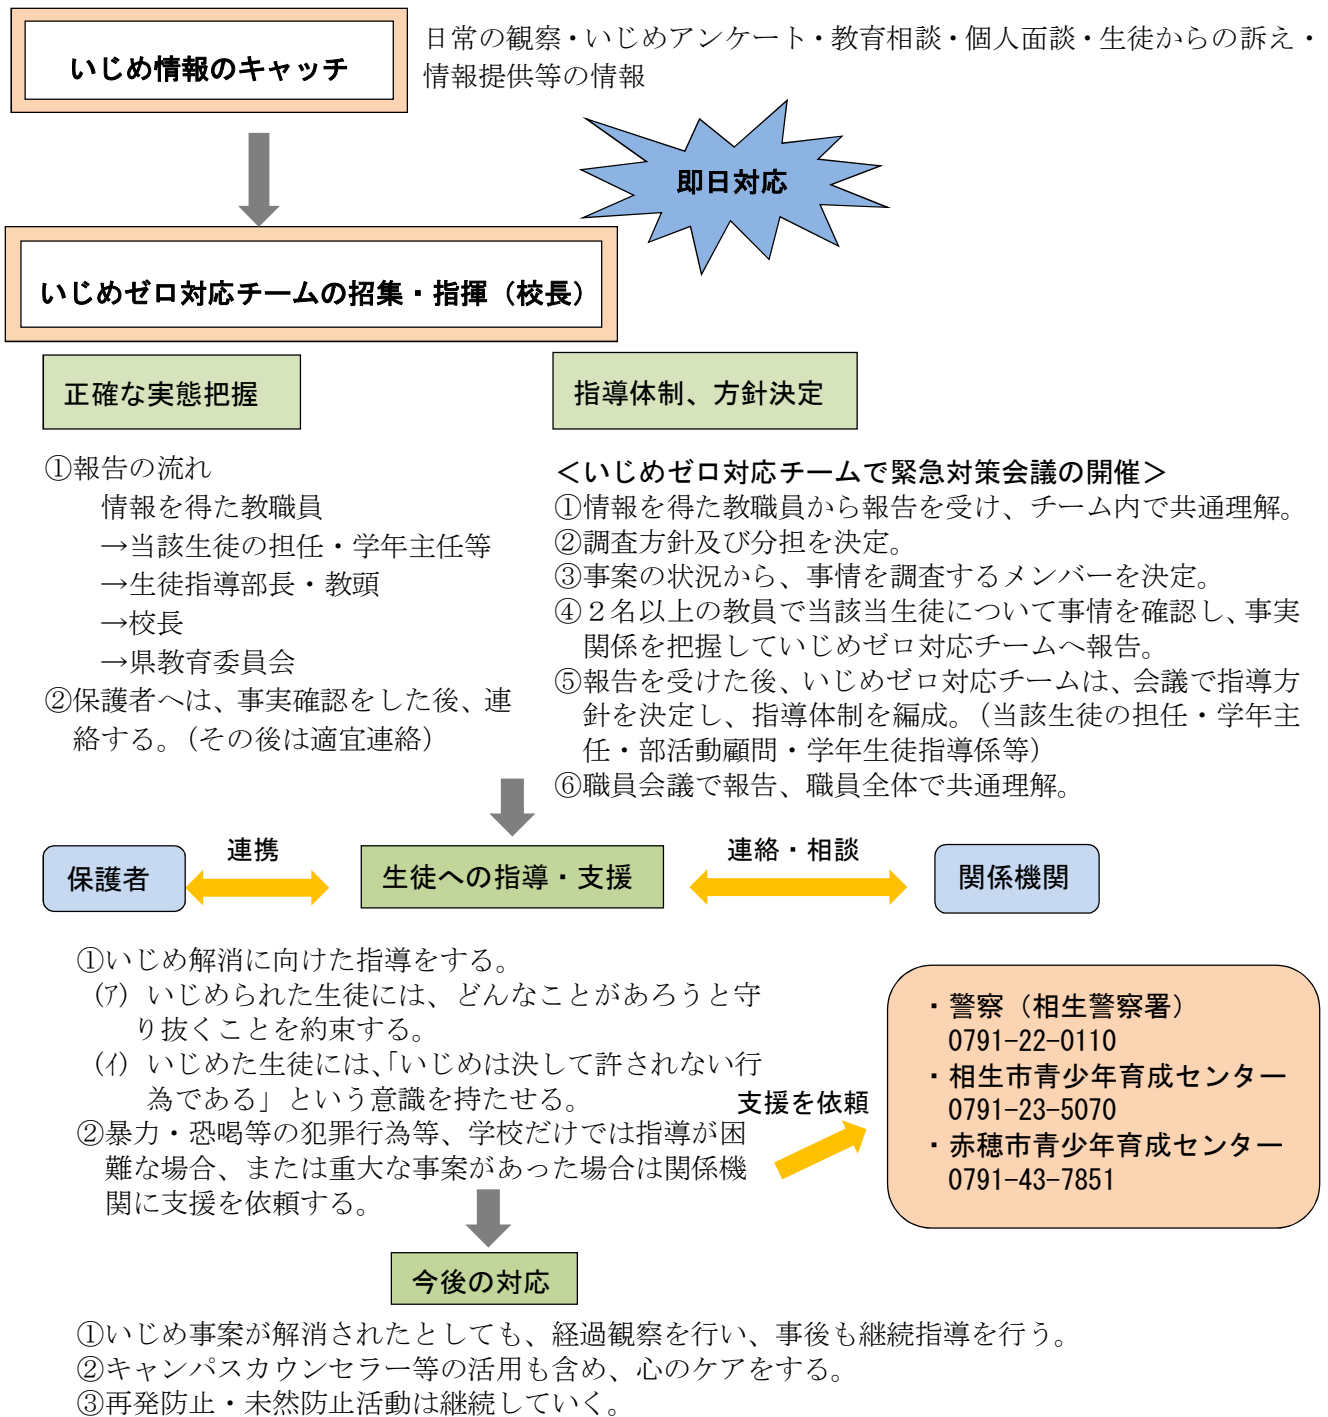 いじめ情報のキャッチ
日常の観察・いじめアンケート・教育相談・個人面談・生徒からの訴え・
情報提供等の情報
即日対応
いじめゼロ対応チームの招集・指揮（校長）
正確な実態把握
①報告の流れ
情報を得た教職員
→当該生徒の担任・学年主任等
→生徒指導部長・教頭
→校長
→県教育委員会
②保護者へは、事実確認をした後、連
絡する。（その後は適宜連絡）
指導体制、方針決定
＜いじめゼロ対応チームで緊急対策会議の開催＞
①情報を得た教職員から報告を受け、チーム内で共通理解。
②調査方針及び分担を決定。
③事案の状況から、事情を調査するメンバーを決定。
④２名以上の教員で当該当生徒について事情を確認し、事実
関係を把握していじめゼロ対応チームへ報告。
⑤報告を受けた後、いじめゼロ対応チームは、会議で指導方
針を決定し、指導体制を編成。（当該生徒の担任・学年主
任・部活動顧問・学年生徒指導係等）
⑥職員会議で報告、職員全体で共通理解。
保護者
連携
生徒への指導・支援
連絡・相談
関係機関
①いじめ解消に向けた指導をする。
(ｱ) いじめられた生徒には、どんなことがあろうと守
り抜くことを約束する。
(ｲ) いじめた生徒には、「いじめは決して許されない行
為である」という意識を持たせる。
②暴力・恐喝等の犯罪行為等、学校だけでは指導が困
難な場合、または重大な事案があった場合は関係機
関に支援を依頼する。
支援を依頼
・警察（相生警察署）
0791-22-0110
・相生市青少年育成センター
0791-23-5070
・赤穂市青少年育成センター
0791-43-7851
今後の対応
①いじめ事案が解消されたとしても、経過観察を行い、事後も継続指導を行う。
②キャンパスカウンセラー等の活用も含め、心のケアをする。
③再発防止・未然防止活動は継続していく。